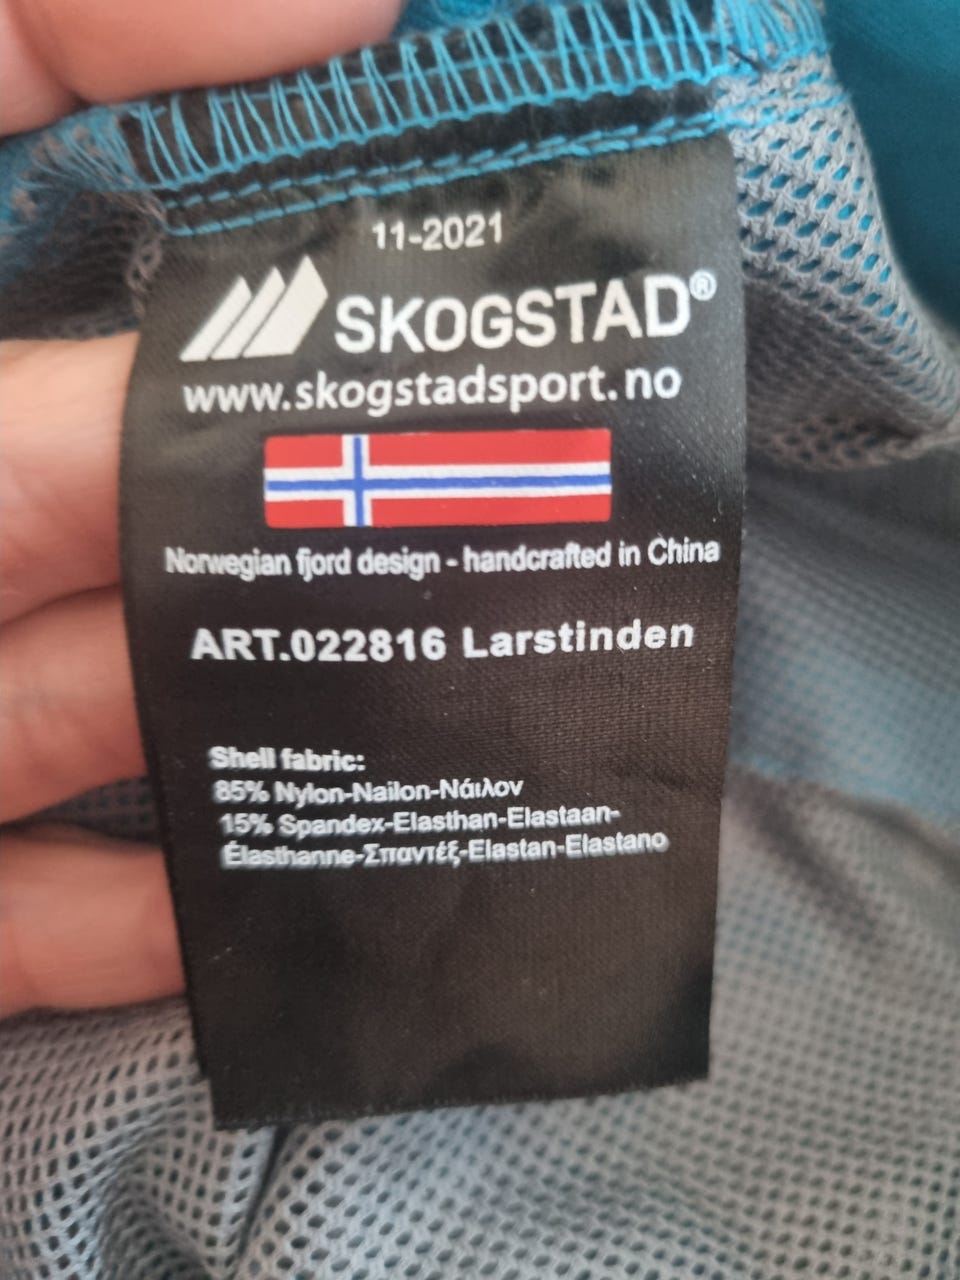 11-2021
SKOGSTAD®
www.skogstadsport.no
Norwegian fjord design - handcrafted in China
ART.022816 Larstinden
Shell fabric:
85% Nylon-Nailon-Νάιλον
15% Spandex-Elasthan-Elastaan-
Élasthanne-Σπαντέξ-Elastan-Elastano